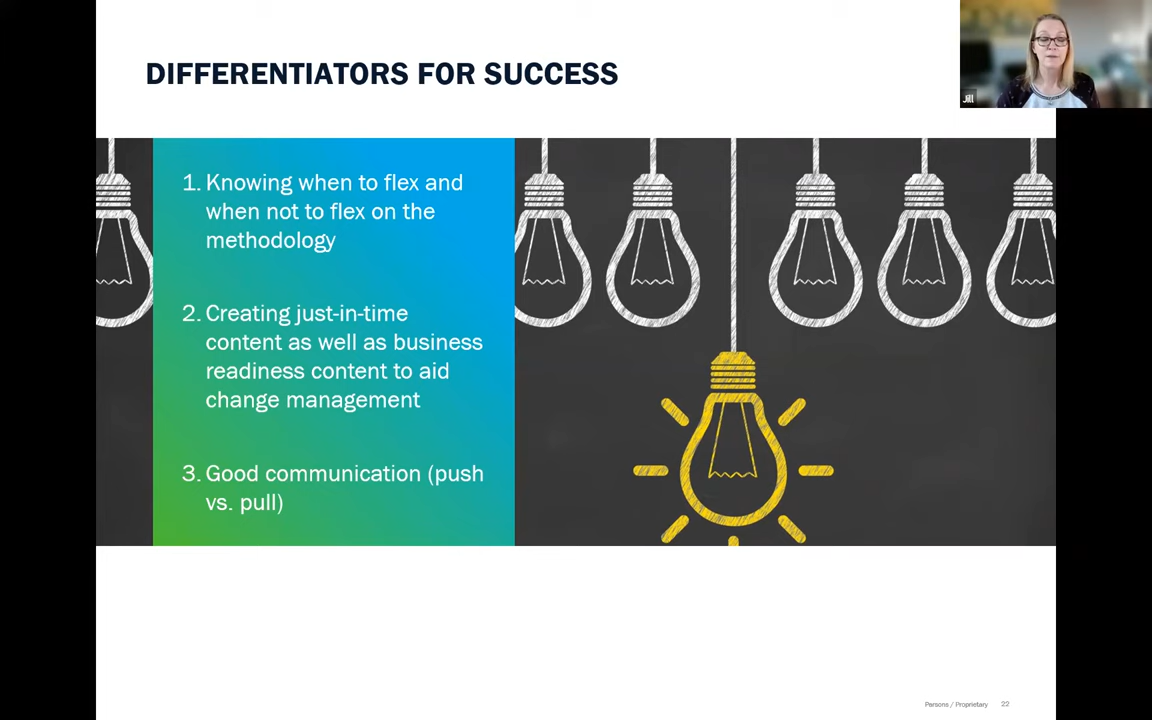 DIFFERENTIATORS FOR SUCCESS
Jill
1. Knowing when to flex and
when not to flex on the
methodology
2. Creating just-in-time
content as well as business
readiness content to aid
change management
3. Good communication (push
vs. pull)
Parsons / Proprietary 22